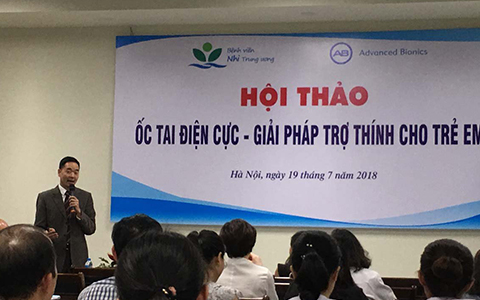 Bệnh viện
Nhi Trung ương
AB Advanced Bionics
HỘI THẢO
ỐC TAI ĐIỆN CỰC - GIẢI PHÁP TRỢ THÍNH CHO TRẺ EM
Hà Nội, ngày 19 tháng 7 năm 2018